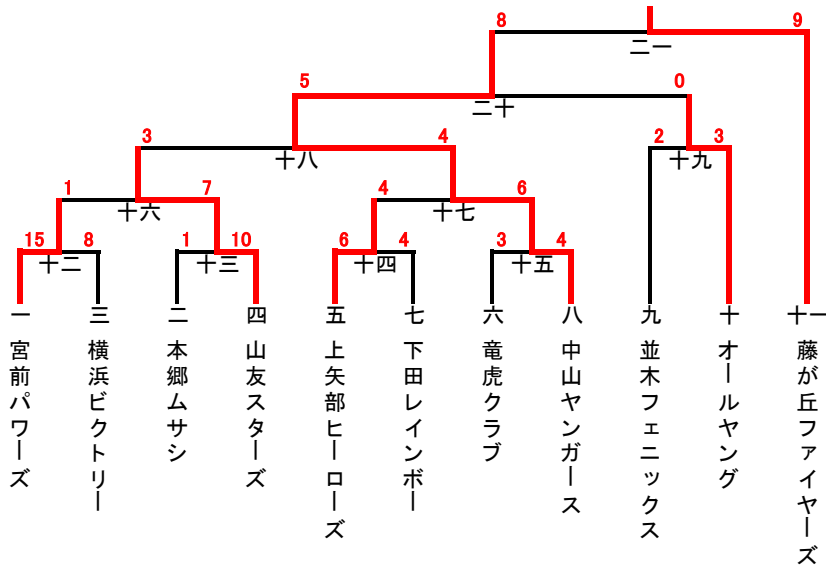 8
9
二一
5
0
二十
3
4
2
3
十八
十九
1
7
4
6
十六
十七
15
8
1
10
6
4
3
4
十二
十三
十四
十五
一
三
二
四
五
七
六
八
九
十
十一
宮前パワーズ
横浜ビクトリー
本郷ムサシ
山友スターズ
上矢部ヒーローズ
下田レインボー
竜虎クラブ
中山ヤンガース
並木フェニックス
オールヤング
藤が丘ファイヤーズ